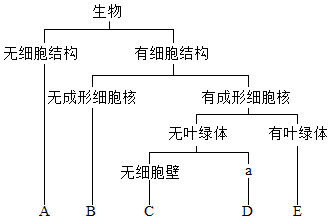 生物
无细胞结构 有细胞结构
无成形细胞核 有成形细胞核
无叶绿体 有叶绿体
无细胞壁 a
A B C D E